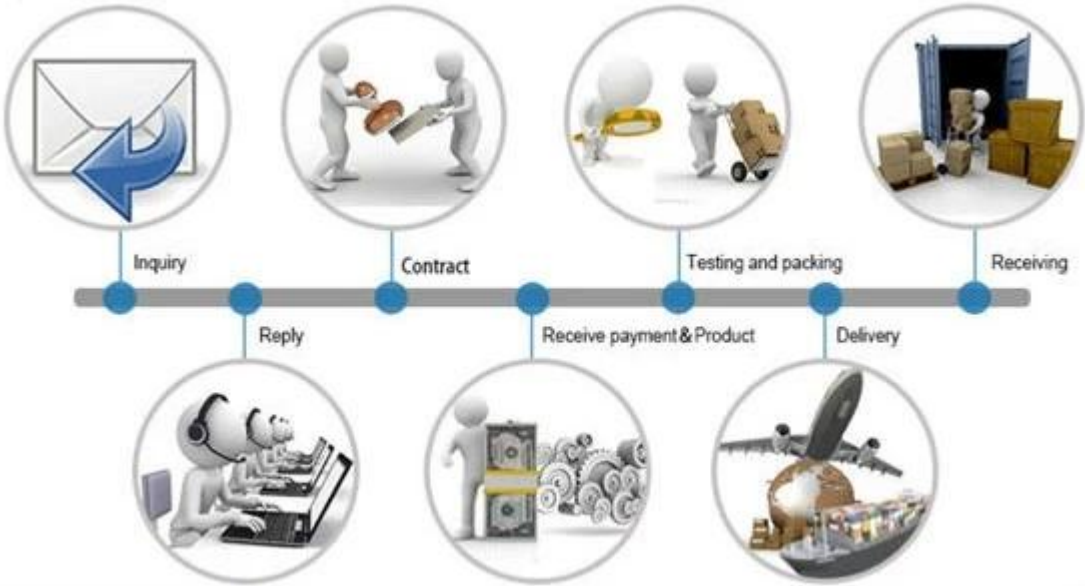 Inquiry
Reply
Contract
Receive payment & Product
Testing and packing
Delivery
Receiving